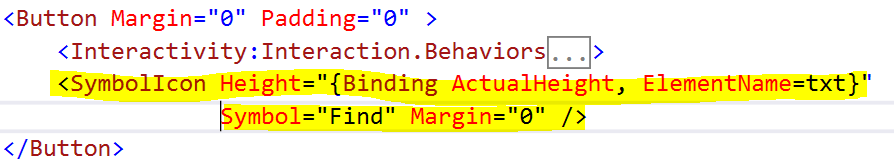 <Button Margin="0" Padding="0" >
<Interactivity:Interaction.Behaviors...>
<SymbolIcon Height="{Binding ActualHeight, ElementName=txt}"
Symbol="Find" Margin="0" />
</Button>